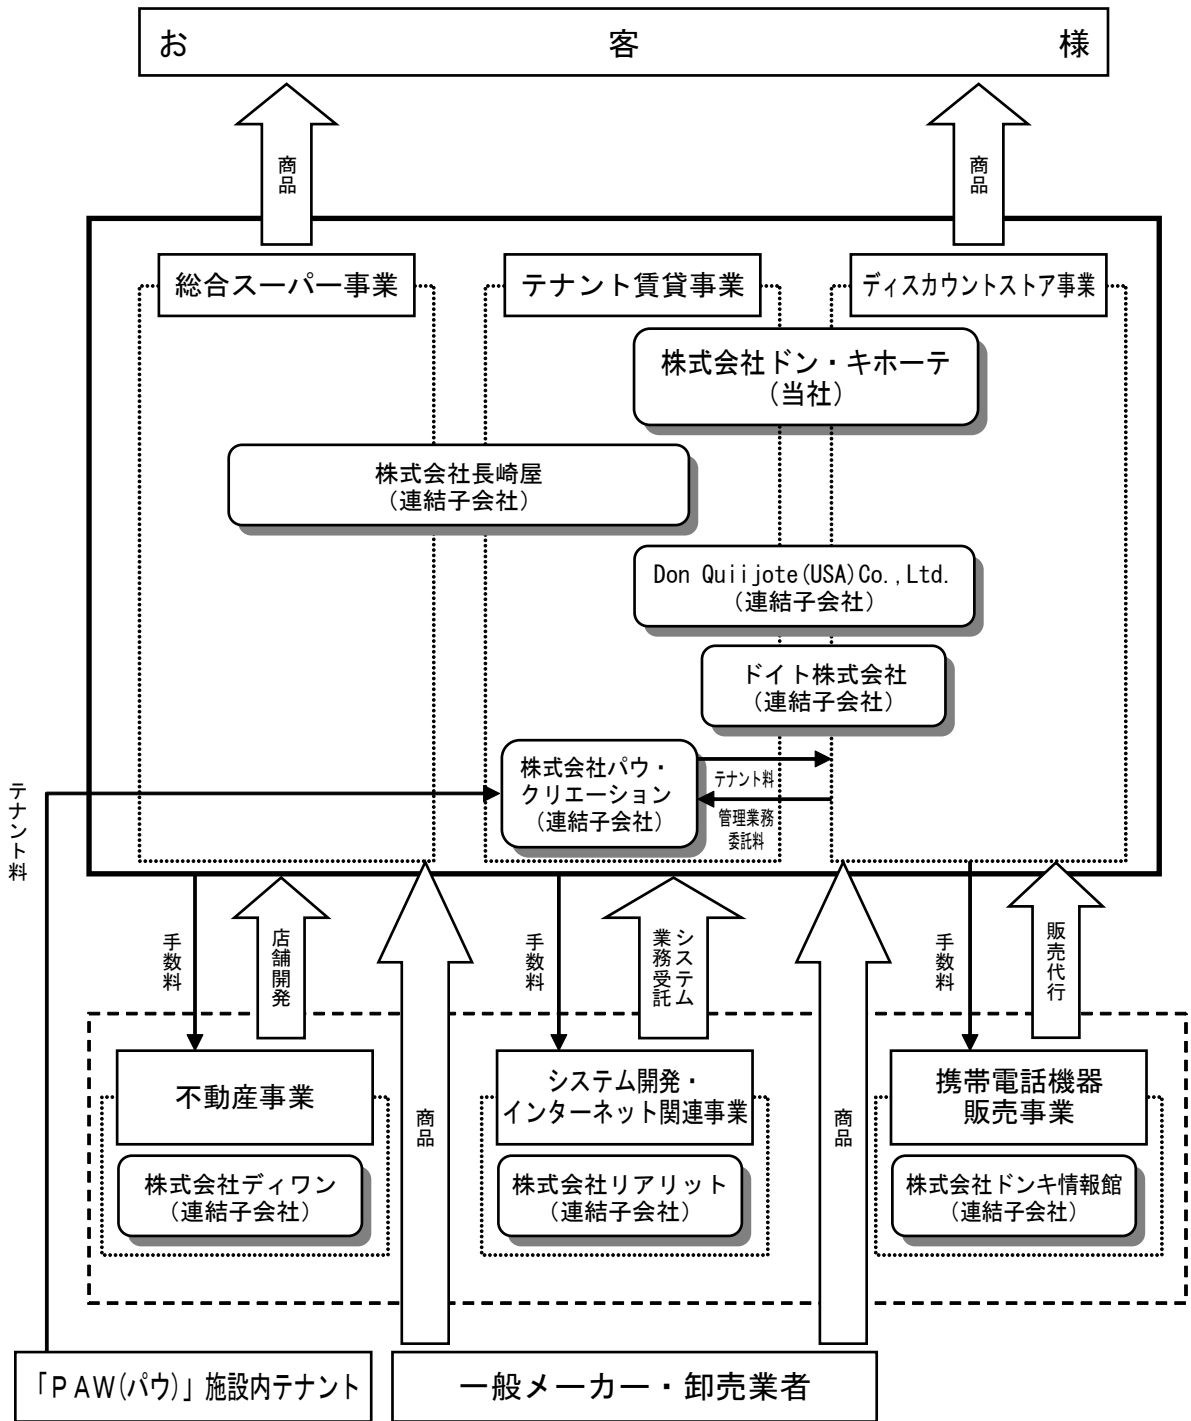 お客様
商品
商品
総合スーパー事業
テナント賃貸事業
ディスカウントストア事業
株式会社ドン・キホーテ
（当社）
株式会社長崎屋
（連結子会社）
Don Quiijote(USA)Co.,Ltd.
（連結子会社）
ドイト株式会社
（連結子会社）
株式会社パウ・
クリエーション
（連結子会社）
テナント料
管理業務
委託料
テナント料
手数料
店舗開発
手数料
システム
業務受託
手数料
販売代行
不動産事業
システム開発・
インターネット関連事業
携帯電話機器
販売事業
商品
商品
株式会社ディワン
（連結子会社）
株式会社リアリット
（連結子会社）
株式会社ドンキ情報館
（連結子会社）
「ＰＡＷ(パウ)」施設内テナント
一般メーカー・卸売業者